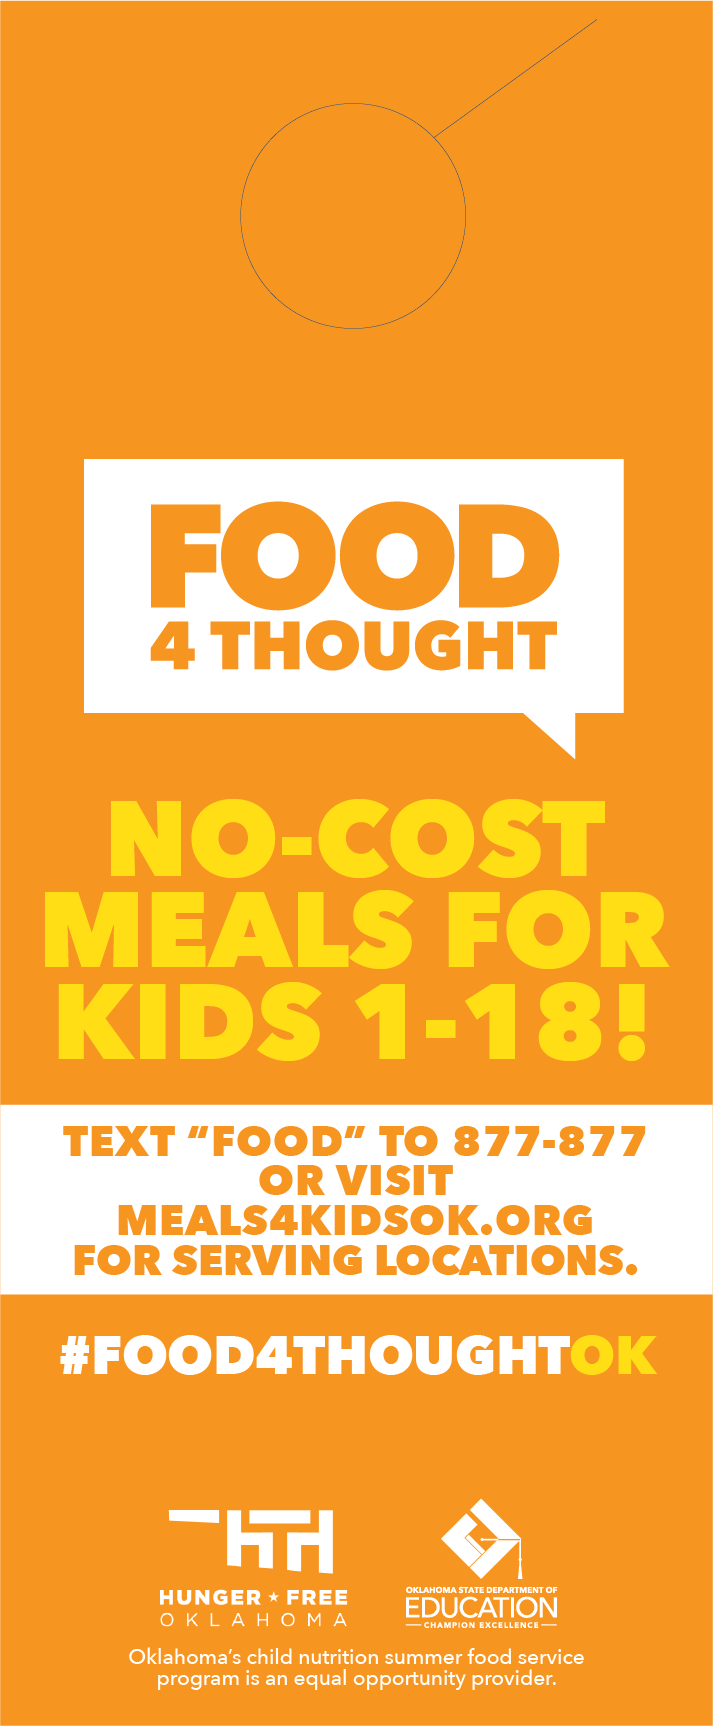 FOOD
4 THOUGHT
NO-COST
MEALS FOR
KIDS 1-18!
TEXT “FOOD” TO 877-877
OR VISIT
MEALS4KIDSOK.ORG
FOR SERVING LOCATIONS.
#FOOD4THOUGHTOK
HUNGER ★ FREE
OKLAHOMA
OKLAHOMA STATE DEPARTMENT OF
EDUCATION
— CHAMPION EXCELLENCE —
Oklahoma’s child nutrition summer food service
program is an equal opportunity provider.